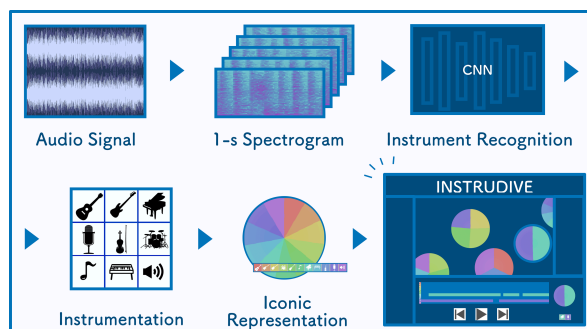 CNN
Audio Signal
1-s Spectrogram
Instrument Recognition
INSTRUDIVE
Instrumentation
Iconic
Representation